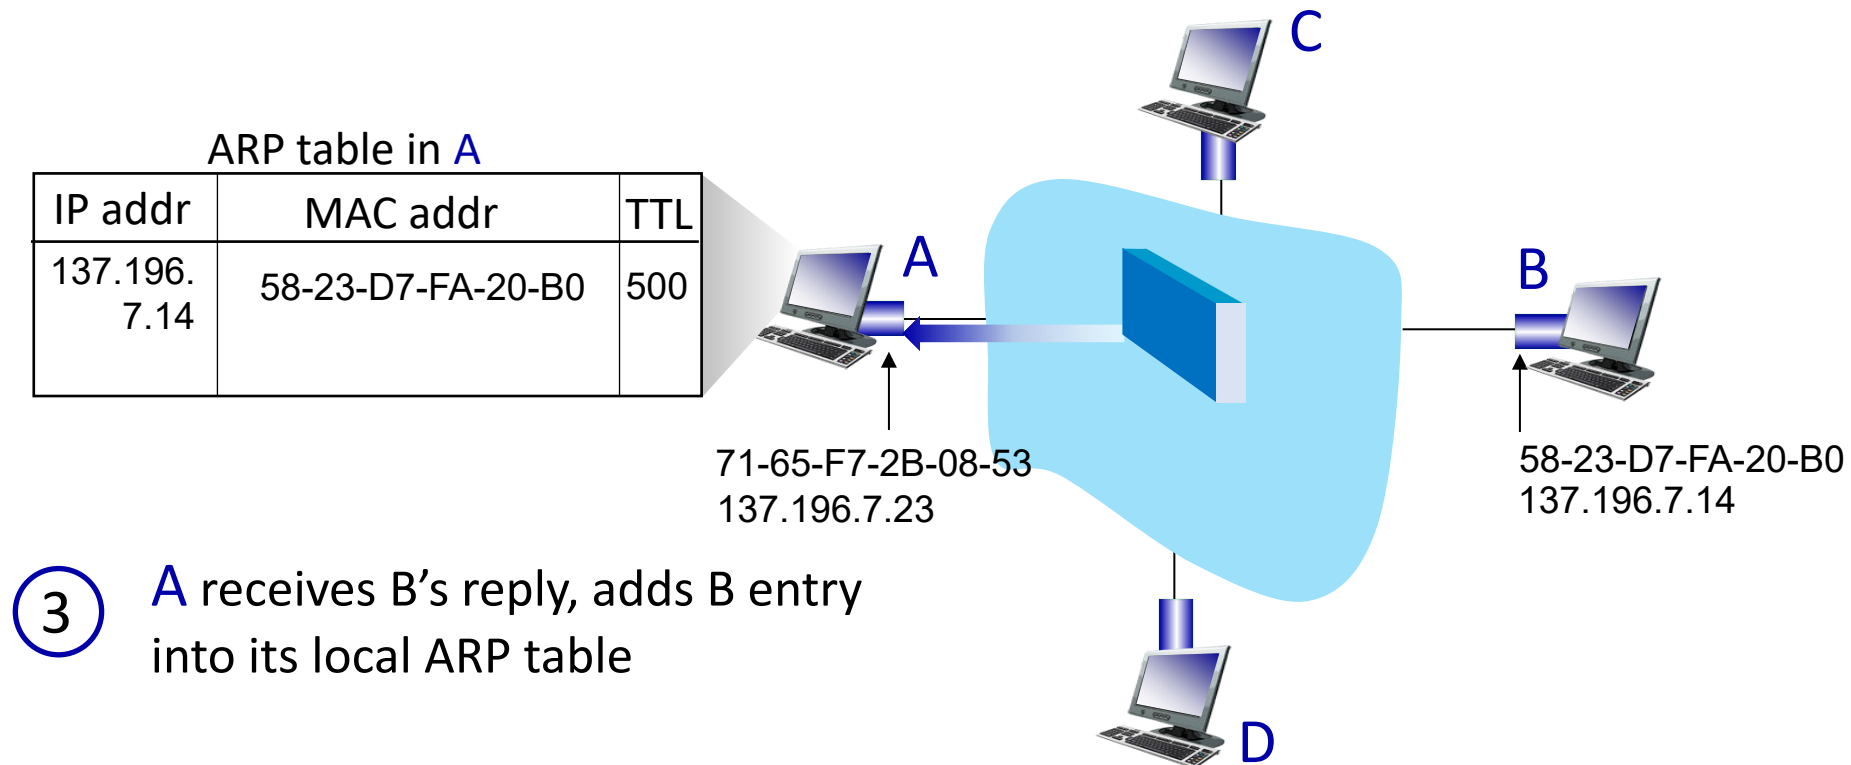 C
ARP table in A
IP addr MAC addr TTL
137.196.
7.14 58-23-D7-FA-20-B0 500
A
B
71-65-F7-2B-08-53
137.196.7.23
58-23-D7-FA-20-B0
137.196.7.14
3 A receives B’s reply, adds B entry
into its local ARP table
D